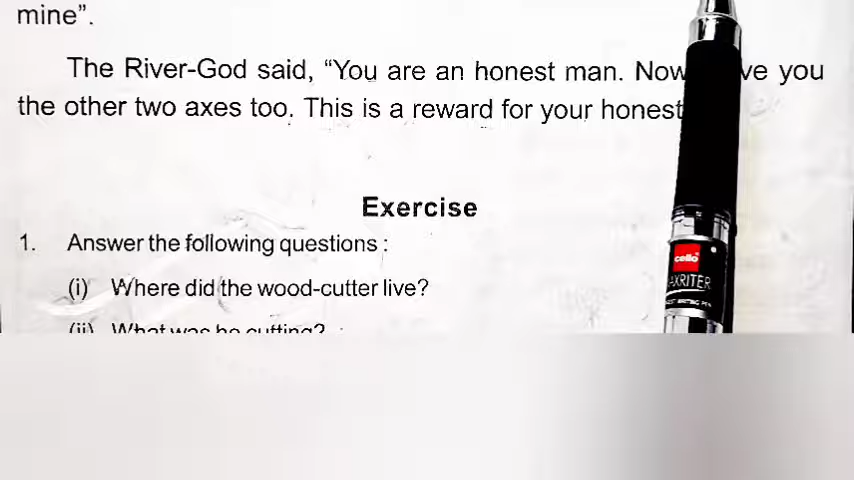 mine”.
The River-God said, “You are an honest man. Now ve you
the other two axes too. This is a reward for your honest
Exercise
1. Answer the following questions :
(i) Where did the wood-cutter live?
(ii) What was he cutting?
cello